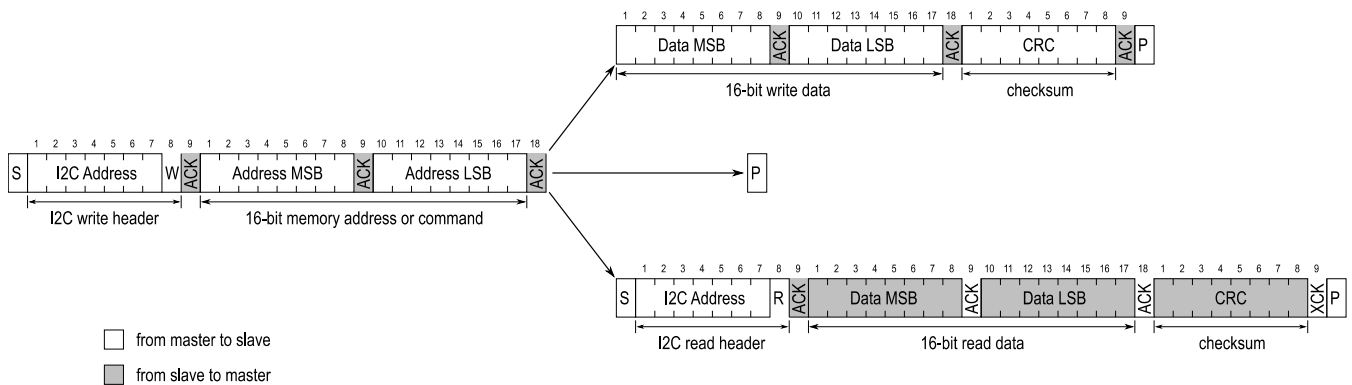 1 2 3 4 5 6 7 8 9 10 11 12 13 14 15 16 17 18 1 2 3 4 5 6 7 8 9
Data MSB ACK Data LSB ACK CRC ACK P
16-bit write data checksum
1 2 3 4 5 6 7 8 9 1 2 3 4 5 6 7 8 9 10 11 12 13 14 15 16 17 18
S I2C Address W ACK Address MSB ACK Address LSB ACK P
I2C write header 16-bit memory address or command
1 2 3 4 5 6 7 8 9 1 2 3 4 5 6 7 8 9 10 11 12 13 14 15 16 17 18 1 2 3 4 5 6 7 8 9
S I2C Address R ACK Data MSB ACK Data LSB ACK CRC XCK P
I2C read header 16-bit read data checksum
from master to slave
from slave to master